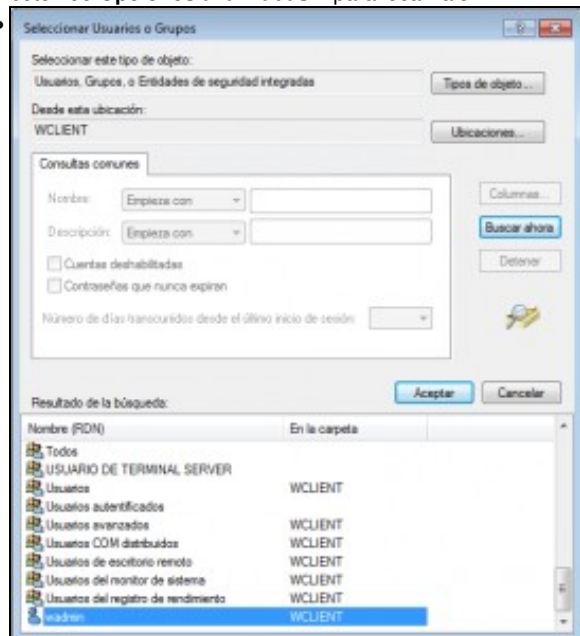 Seleccionar Usuarios o Grupos
Seleccionar este tipo de objeto:
Usuarios, Grupos, o Entidades de seguridad integradas
Tipos de objeto...
Desde esta ubicación:
WCLIENT
Ubicaciones...
Consultas comunes
Nombre: Empieza con
Columnas...
Descripción: Empieza con
Buscar ahora
Cuentas deshabilitadas
Detener
Contraseñas que nunca expiran
Número de días transcurridos desde el último inicio de sesión:
Aceptar Cancelar
Resultado de la búsqueda:
Nombre (RDN) En la carpeta
Todos
USUARIO DE TERMINAL SERVER
Usuarios WCLIENT
Usuarios autentificados
Usuarios avanzados WCLIENT
Usuarios COM distribuidos WCLIENT
Usuarios de escritorio remoto WCLIENT
Usuarios del monitor de sistema WCLIENT
Usuarios del registro de rendimiento WCLIENT
wadmin WCLIENT